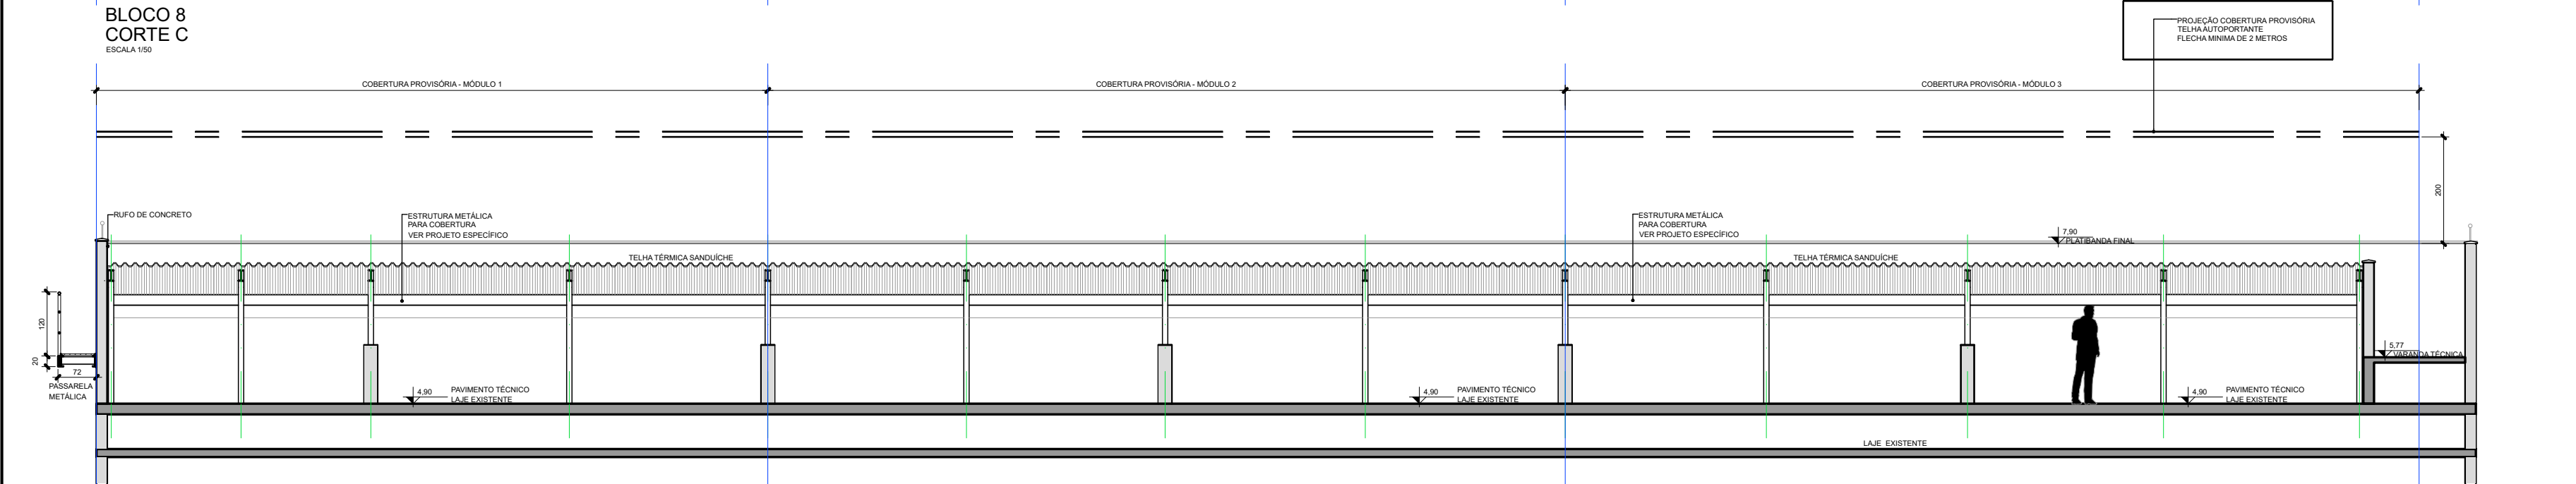 BLOCO 8
CORTE C
ESCALA 1/50
PROJEÇÃO COBERTURA PROVISÓRIA
TELHA AUTOPORTANTE
FLECHA MINIMA DE 2 METROS
COBERTURA PROVISÓRIA - MÓDULO 1
COBERTURA PROVISÓRIA - MÓDULO 2
COBERTURA PROVISÓRIA - MÓDULO 3
200
RUFO DE CONCRETO
ESTRUTURA METÁLICA
PARA COBERTURA
VER PROJETO ESPECÍFICO
ESTRUTURA METÁLICA
PARA COBERTURA
VER PROJETO ESPECÍFICO
7,90
PLATIBANDA FINAL
TELHA TÉRMICA SANDUÍCHE
TELHA TÉRMICA SANDUÍCHE
120
20
72
PASSARELA
METÁLICA
5,77
VARANDA TÉCNICA
4,90
PAVIMENTO TÉCNICO
LAJE EXISTENTE
4,90
PAVIMENTO TÉCNICO
LAJE EXISTENTE
4,90
PAVIMENTO TÉCNICO
LAJE EXISTENTE
LAJE EXISTENTE